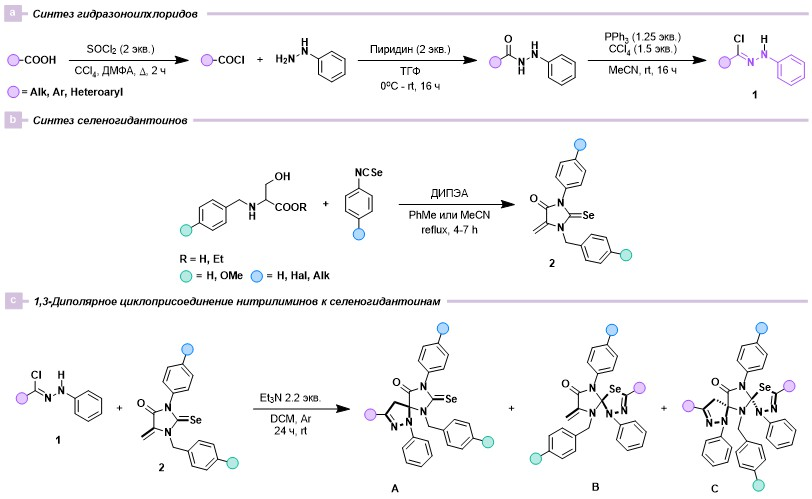 a Синтез гидразоноилхлоридов
COOH
SOCl2 (2 экв.)
CCl4, ДМФА, Δ, 2 ч
COCl
+
H2N
N
H
Пиридин (2 экв.)
ТГФ
0ºC - rt, 16 ч
O
H
N
N
H
PPh3 (1.25 экв.)
CCl4 (1.5 экв.)
MeCN, rt, 16 ч
Cl
H
N
N
= Alk, Ar, Heteroaryl
1
b Синтез селеногидантоинов
OH
N
H
COOR
+
NCSe
ДИПЭА
PhMe или MeCN
reflux, 4-7 h
O
N
Se
N
R = H, Et
= H, OMe
= H, Hal, Alk
2
c 1,3-Диполярное циклоприсоединение нитрилиминов к селеногидантоинам
Cl
H
N
N
1
+
O
N
Se
N
2
Et3N 2.2 экв.
DCM, Ar
24 ч, rt
O
N
Se
N
N
N
A
+
O
N
Se
N
N
N
B
+
O
N
Se
N
N
N
N
N
C